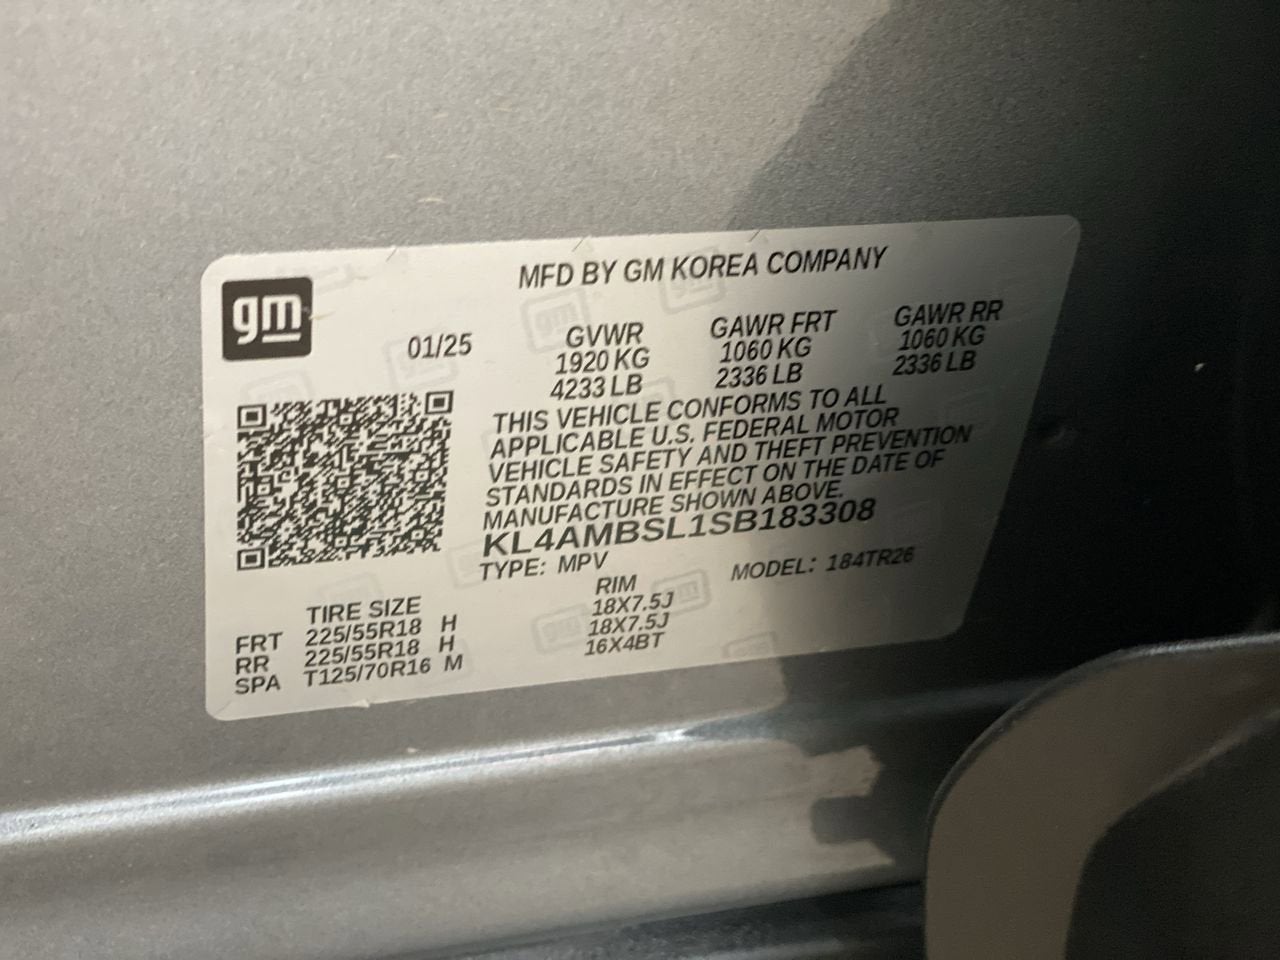 gm
MFD BY GM KOREA COMPANY
01/25
GVWR GAWR FRT GAWR RR
1920 KG 1060 KG 1060 KG
4233 LB 2336 LB 2336 LB
THIS VEHICLE CONFORMS TO ALL
APPLICABLE U.S. FEDERAL MOTOR
VEHICLE SAFETY AND THEFT PREVENTION
STANDARDS IN EFFECT ON THE DATE OF
MANUFACTURE SHOWN ABOVE.
KL4AMBSL1SB183308
TYPE: MPV MODEL: 184TR26
TIRE SIZE RIM
FRT 225/55R18 H 18X7.5J
RR 225/55R18 H 18X7.5J
SPA T125/70R16 M 16X4BT